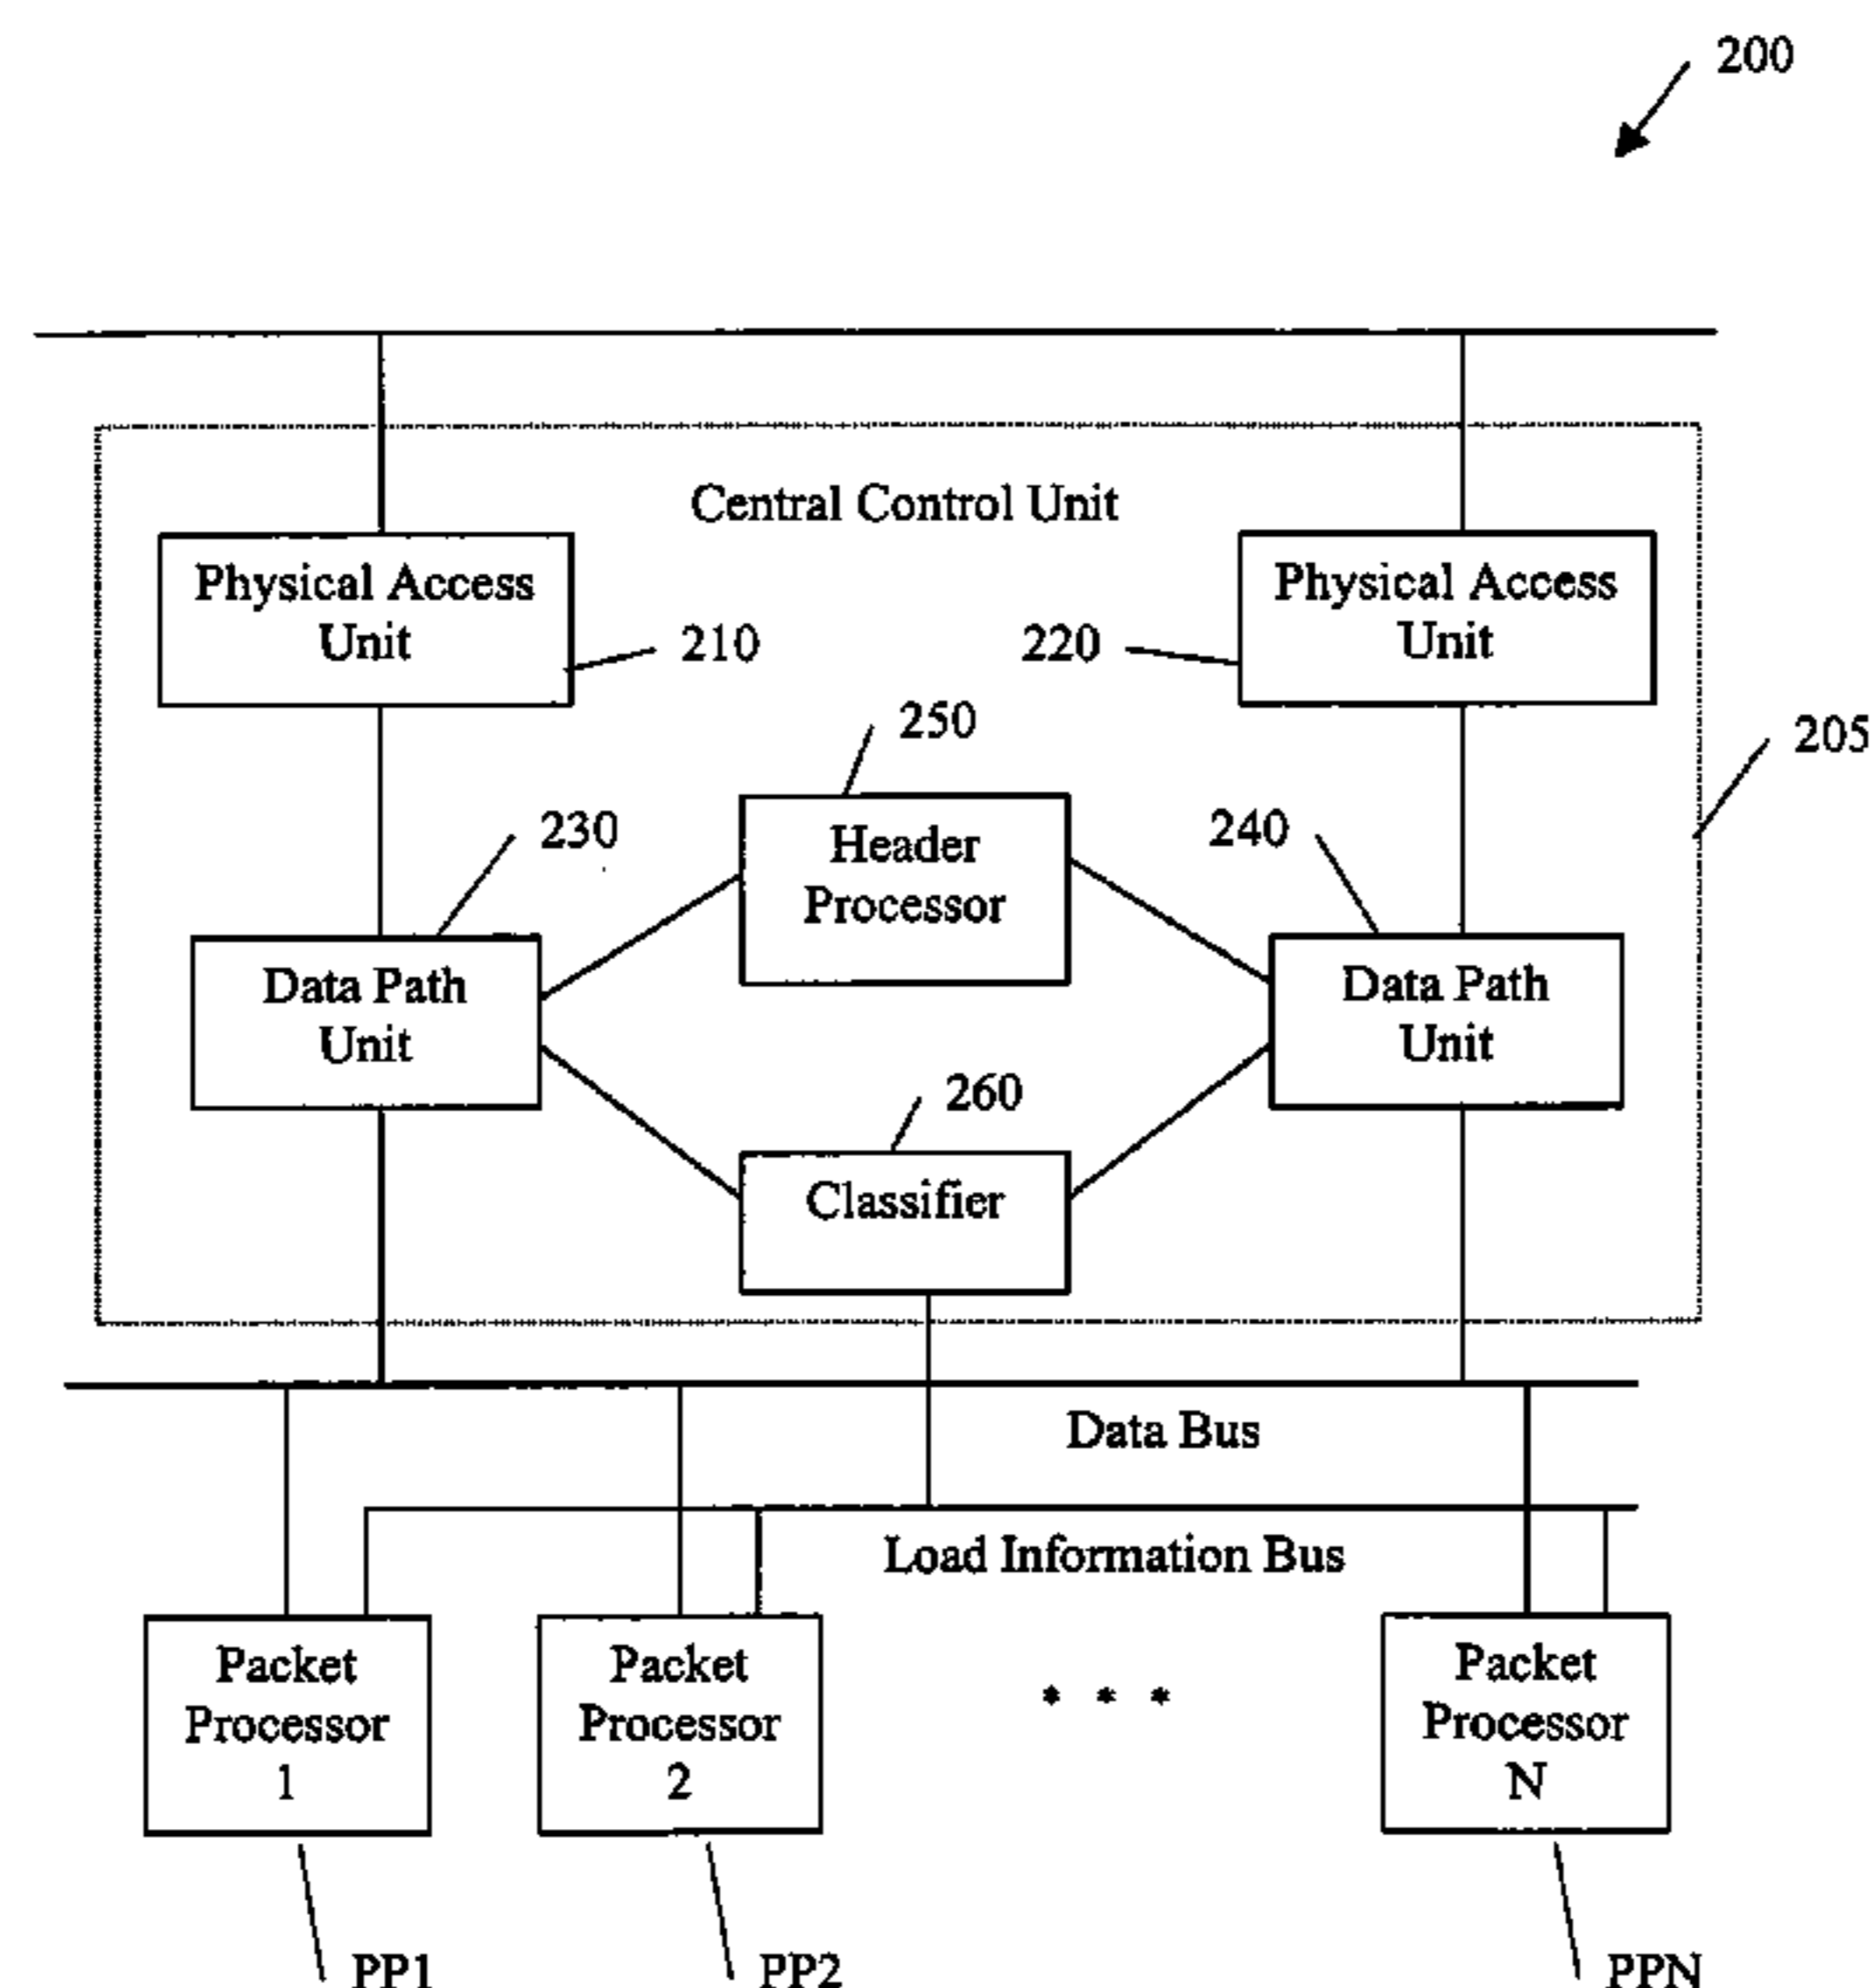 200
Central Control Unit
Physical Access
Unit
210
220
Physical Access
Unit
205
250
Header
Processor
230
240
Data Path
Unit
Data Path
Unit
260
Classifier
Data Bus
Load Information Bus
Packet
Processor
1
Packet
Processor
2
Packet
Processor
N
PP1
PP2
PPN